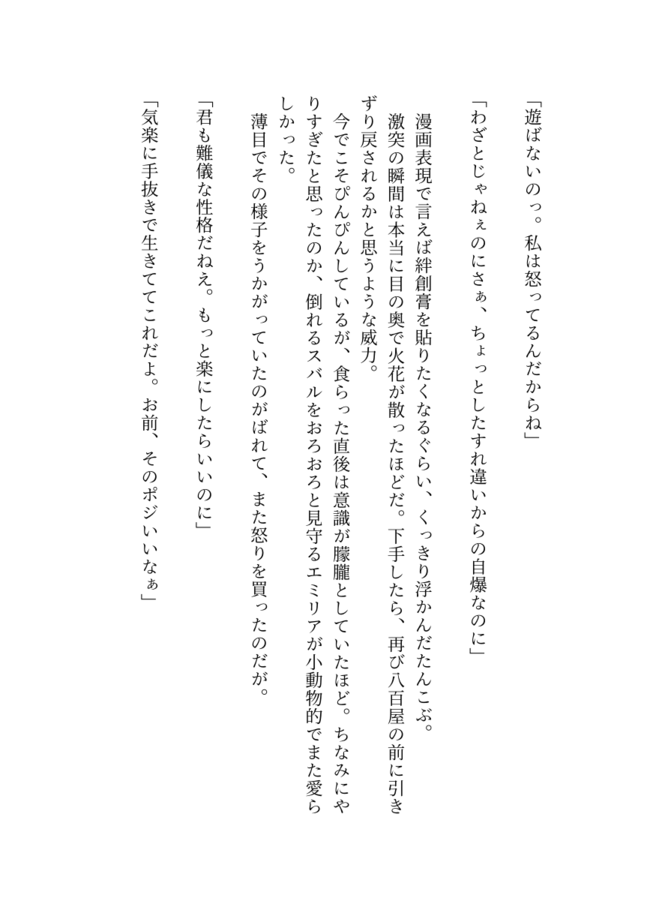 「遊ばないのっ。私は怒ってるんだからね」
「わざとじゃねぇのにさぁ、ちょっとしたすれ違いからの自爆なのに」
漫画表現で言えば絆創膏を貼りたくなるぐらい、くっきり浮かんだたんこぶ。
激突の瞬間は本当に目の奥で火花が散ったほどだ。下手したら、再び八百屋の前に引き
ずり戻されるかと思うような威力。
今でこそぴんぴんしているが、食らった直後は意識が朦朧としていたほど。ちなみにや
りすぎたと思ったのか、倒れるスバルをおろおろと見守るエミリアが小動物的でまた愛ら
しかった。
薄目でその様子をうかがっていたのがばれて、また怒りを買ったのだが。
「君も難儀な性格だねえ。もっと楽にしたらいいのに」
「気楽に手抜きで生きててこれだよ。お前、そのポジいいなぁ」